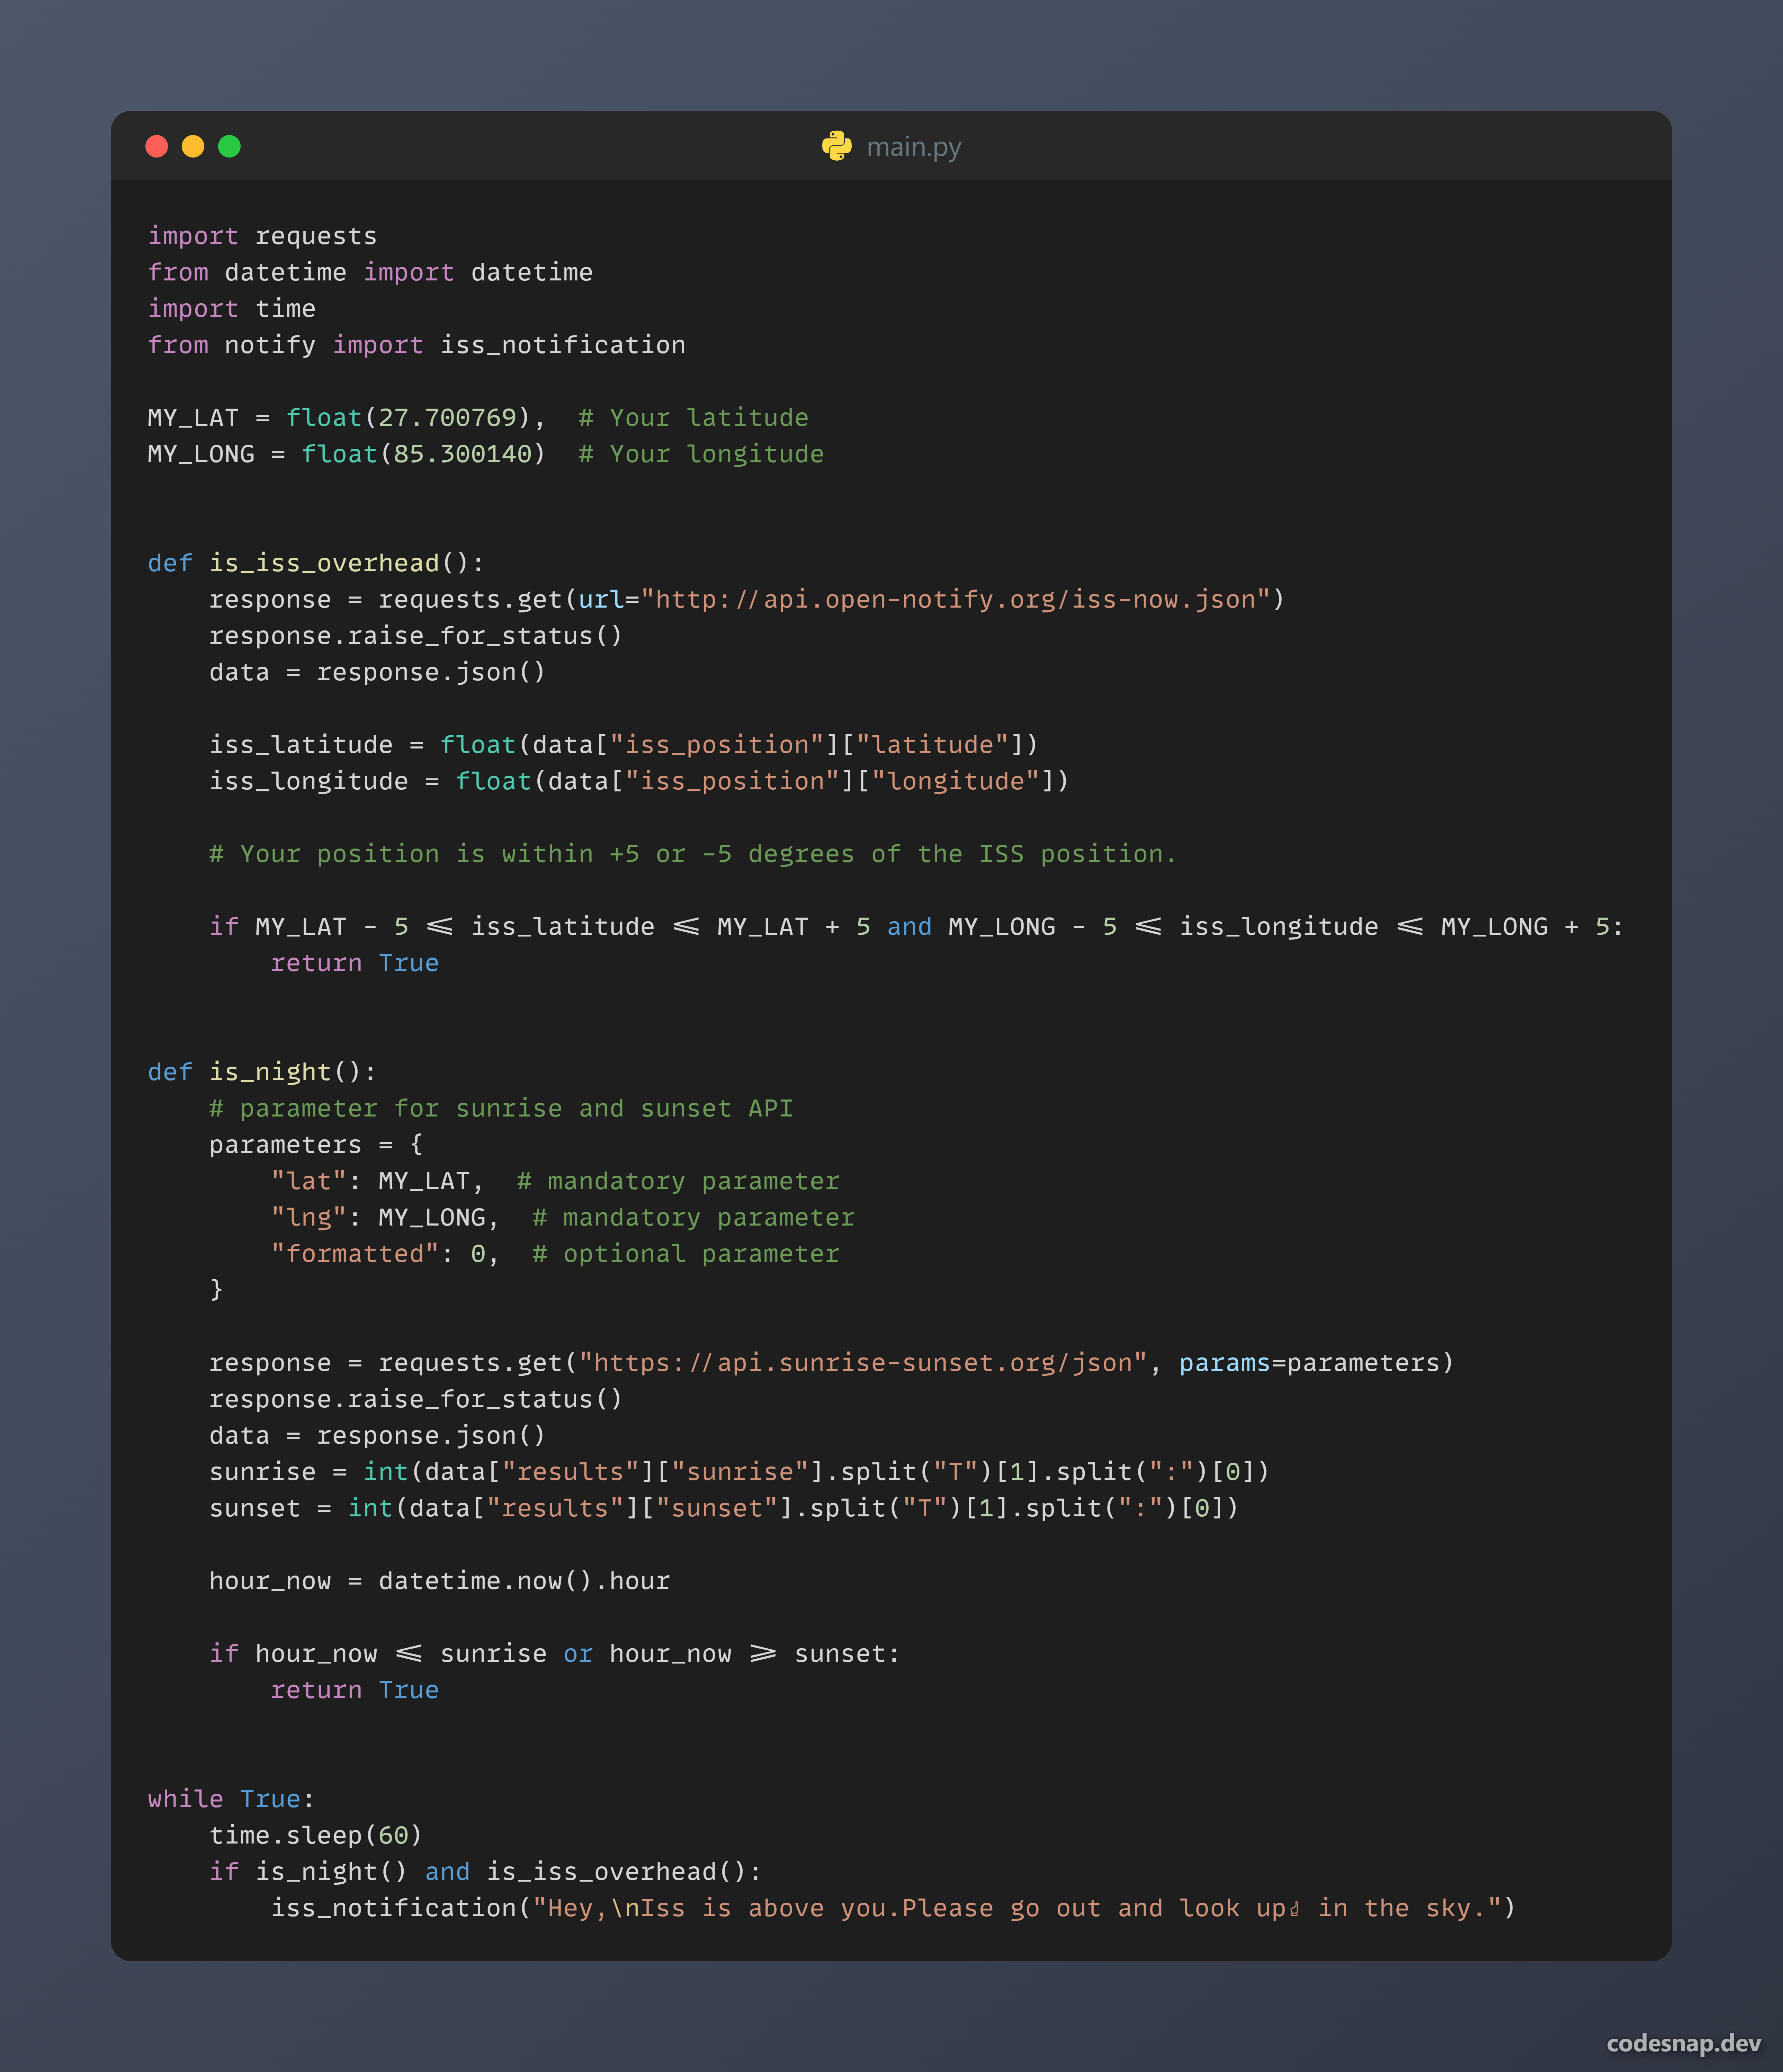 main.py
import requests
from datetime import datetime
import time
from notify import iss_notification
MY_LAT = float(27.700769),  # Your latitude
MY_LONG = float(85.300140)  # Your longitude
def is_iss_overhead():
    response = requests.get(url="http://api.open-notify.org/iss-now.json")
    response.raise_for_status()
    data = response.json()
    iss_latitude = float(data["iss_position"]["latitude"])
    iss_longitude = float(data["iss_position"]["longitude"])
    # Your position is within +5 or -5 degrees of the ISS position.
    if MY_LAT - 5 <= iss_latitude <= MY_LAT + 5 and MY_LONG - 5 <= iss_longitude <= MY_LONG + 5:
        return True
def is_night():
    # parameter for sunrise and sunset API
    parameters = {
        "lat": MY_LAT,  # mandatory parameter
        "lng": MY_LONG,  # mandatory parameter
        "formatted": 0,  # optional parameter
    }
    response = requests.get("https://api.sunrise-sunset.org/json", params=parameters)
    response.raise_for_status()
    data = response.json()
    sunrise = int(data["results"]["sunrise"].split("T")[1].split(":")[0])
    sunset = int(data["results"]["sunset"].split("T")[1].split(":")[0])
    hour_now = datetime.now().hour
    if hour_now <= sunrise or hour_now >= sunset:
        return True
while True:
    time.sleep(60)
    if is_night() and is_iss_overhead():
        iss_notification("Hey,\nIss is above you.Please go out and look up☝ in the sky.")
codesnap.dev